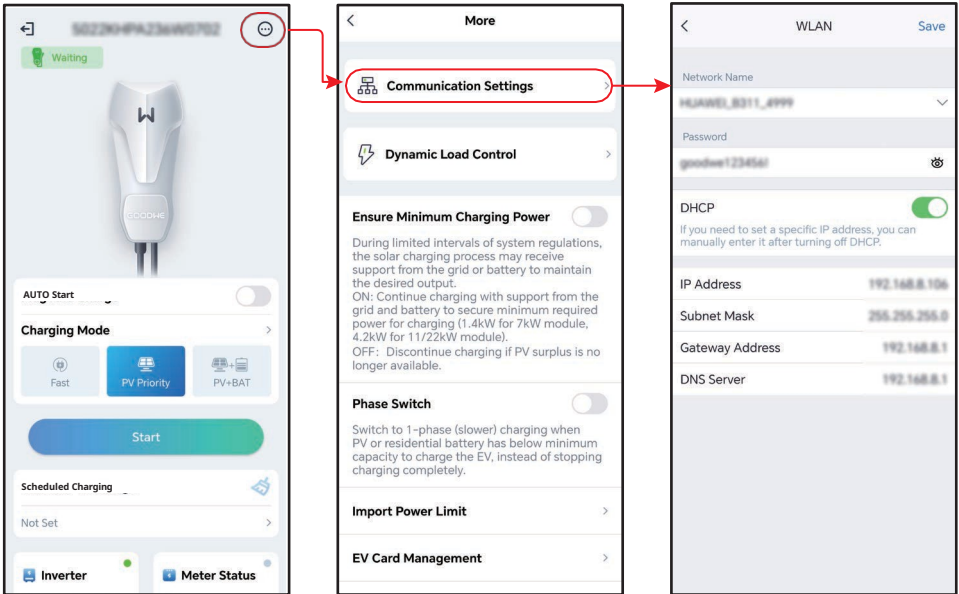 Waiting
GOODWE
AUTO Start
Charging Mode
Fast
PV Priority
PV+BAT
Start
Scheduled Charging
Not Set
Inverter
Meter Status
More
Communication Settings
Dynamic Load Control
Ensure Minimum Charging Power
During limited intervals of system regulations,
the solar charging process may receive
support from the grid or battery to maintain
the desired output.
ON: Continue charging with support from the
grid and battery to secure minimum required
power for charging (1.4kW for 7kW module,
4.2kW for 11/22kW module).
OFF: Discontinue charging if PV surplus is no
longer available.
Phase Switch
Switch to 1-phase (slower) charging when
PV or residential battery has below minimum
capacity to charge the EV, instead of stopping
charging completely.
Import Power Limit
EV Card Management
WLAN
Save
Network Name
Password
DHCP
If you need to set a specific IP address, you can
manually enter it after turning off DHCP.
IP Address
192.168.8.106
Subnet Mask
255.255.255.0
Gateway Address
192.168.8.1
DNS Server
192.168.8.1